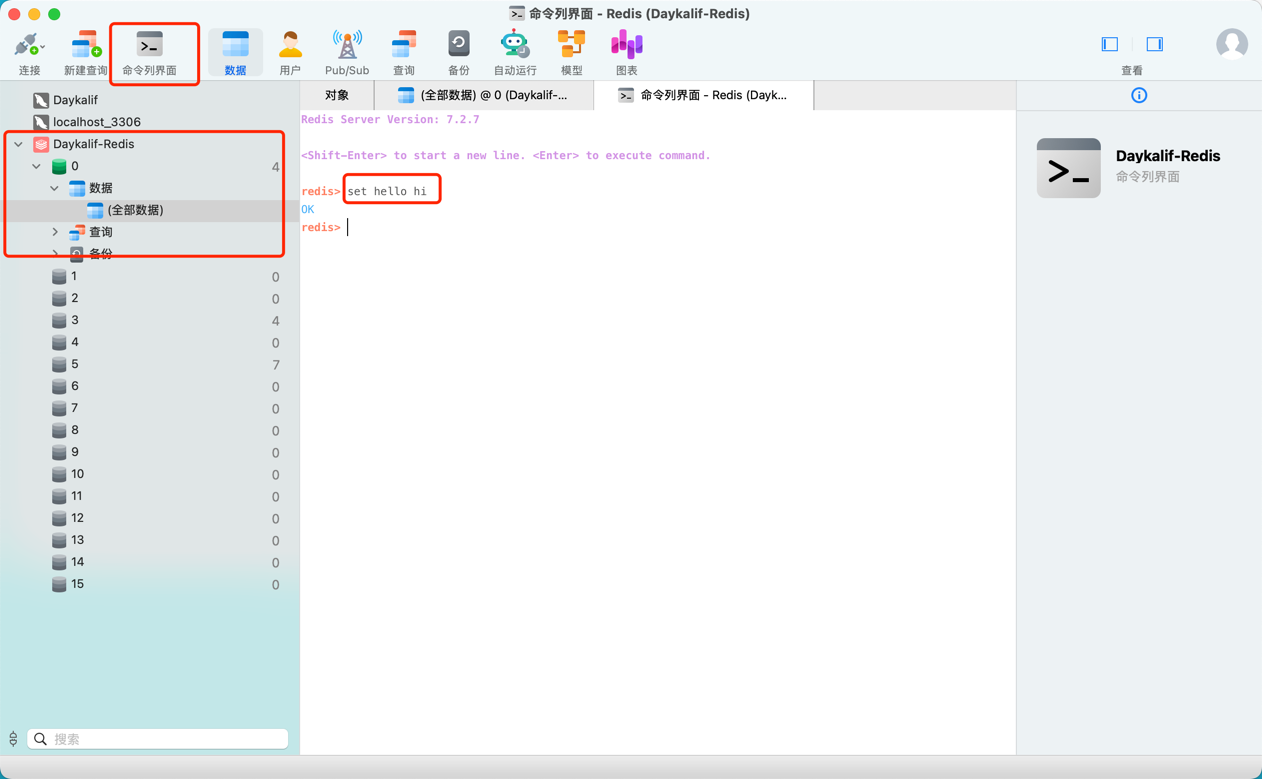 命令列界面 - Redis (Daykalif-Redis)
连接
新建查询
命令列界面
数据
用户
Pub/Sub
查询
备份
自动运行
模型
图表
查看
Daykalif
localhost_3306
Daykalif-Redis
0 4
数据
(全部数据)
查询
备份
1 0
2 0
3 4
4 0
5 7
6 0
7 0
8 0
9 0
10 0
11 0
12 0
13 0
14 0
15 0
搜索
对象
(全部数据) @ 0 (Daykalif-...
命令列界面 - Redis (Dayk...
Redis Server Version: 7.2.7
<Shift-Enter> to start a new line. <Enter> to execute command.
redis> set hello hi
OK
redis>
Daykalif-Redis
命令列界面